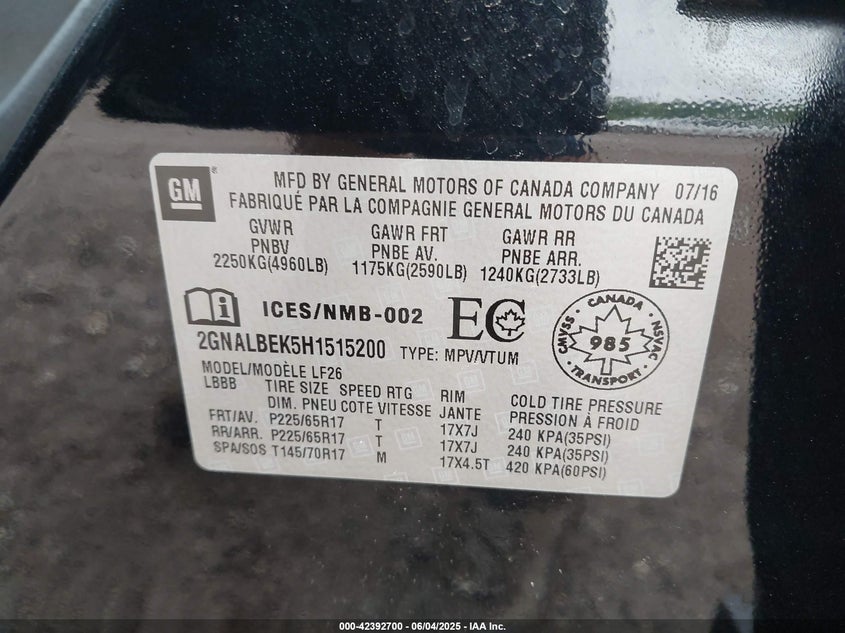 GM
MFD BY GENERAL MOTORS OF CANADA COMPANY 07/16
FABRIQUÉ PAR LA COMPAGNIE GENERAL MOTORS DU CANADA
GVWR GAWR FRT GAWR RR
PNBV PNBE AV. PNBE ARR.
2250KG(4960LB) 1175KG(2590LB) 1240KG(2733LB)
ICES/NMB-002 EC
CANADA
CMVSS 985 NSVAC
TRANSPORT
2GNALBEK5H1515200 TYPE: MPV/VTUM
MODEL/MODÈLE LF26
LBBB TIRE SIZE SPEED RTG RIM COLD TIRE PRESSURE
DIM. PNEU COTE VITESSE JANTE PRESSION À FROID
FRT/AV. P225/65R17 T 17X7J 240 KPA(35PSI)
RR/ARR. P225/65R17 T 17X7J 240 KPA(35PSI)
SPA/SOS T145/70R17 M 17X4.5T 420 KPA(60PSI)
000-42392700 - 06/04/2025 - IAA Inc.